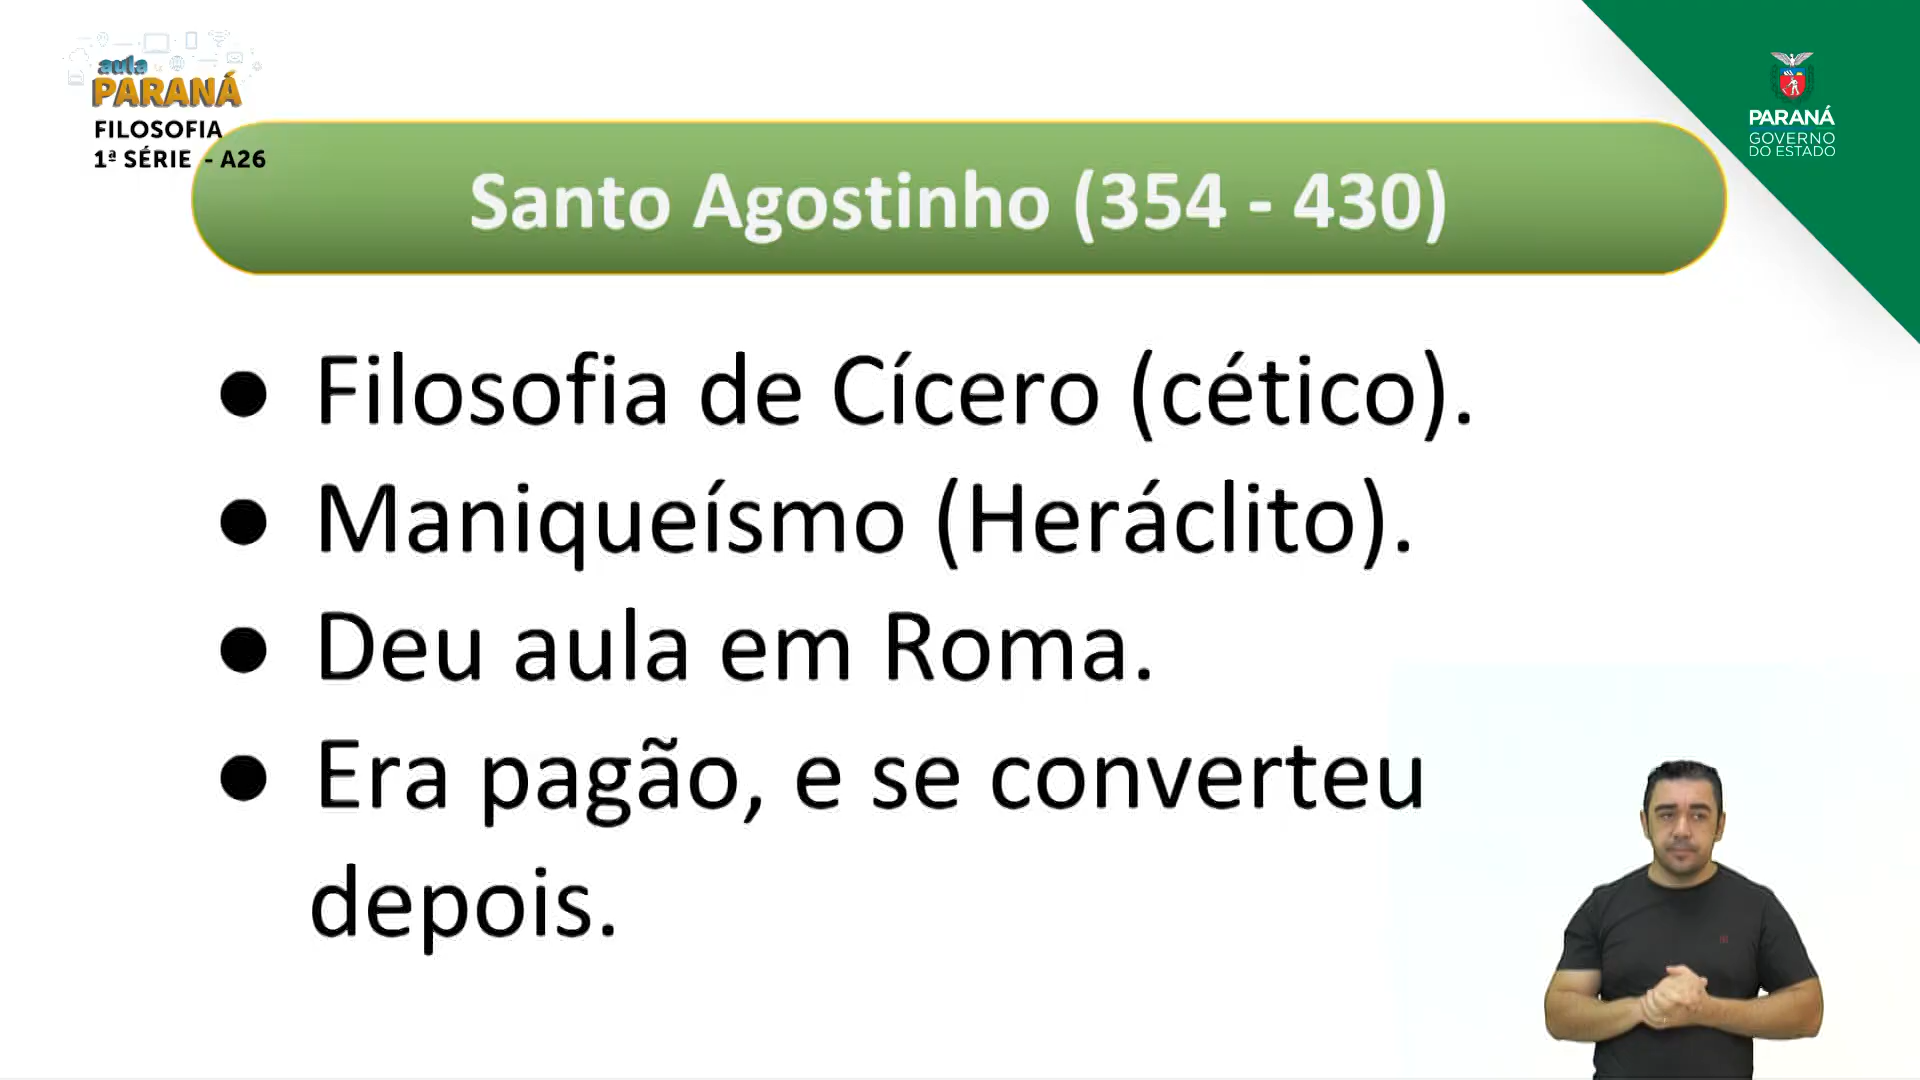 aula
PARANÁ
FILOSOFIA
1ª SÉRIE - A26
PARANÁ
GOVERNO
DO ESTADO
Santo Agostinho (354 - 430)
● Filosofia de Cícero (cético).
● Maniqueísmo (Heráclito).
● Deu aula em Roma.
● Era pagão, e se converteu
depois.